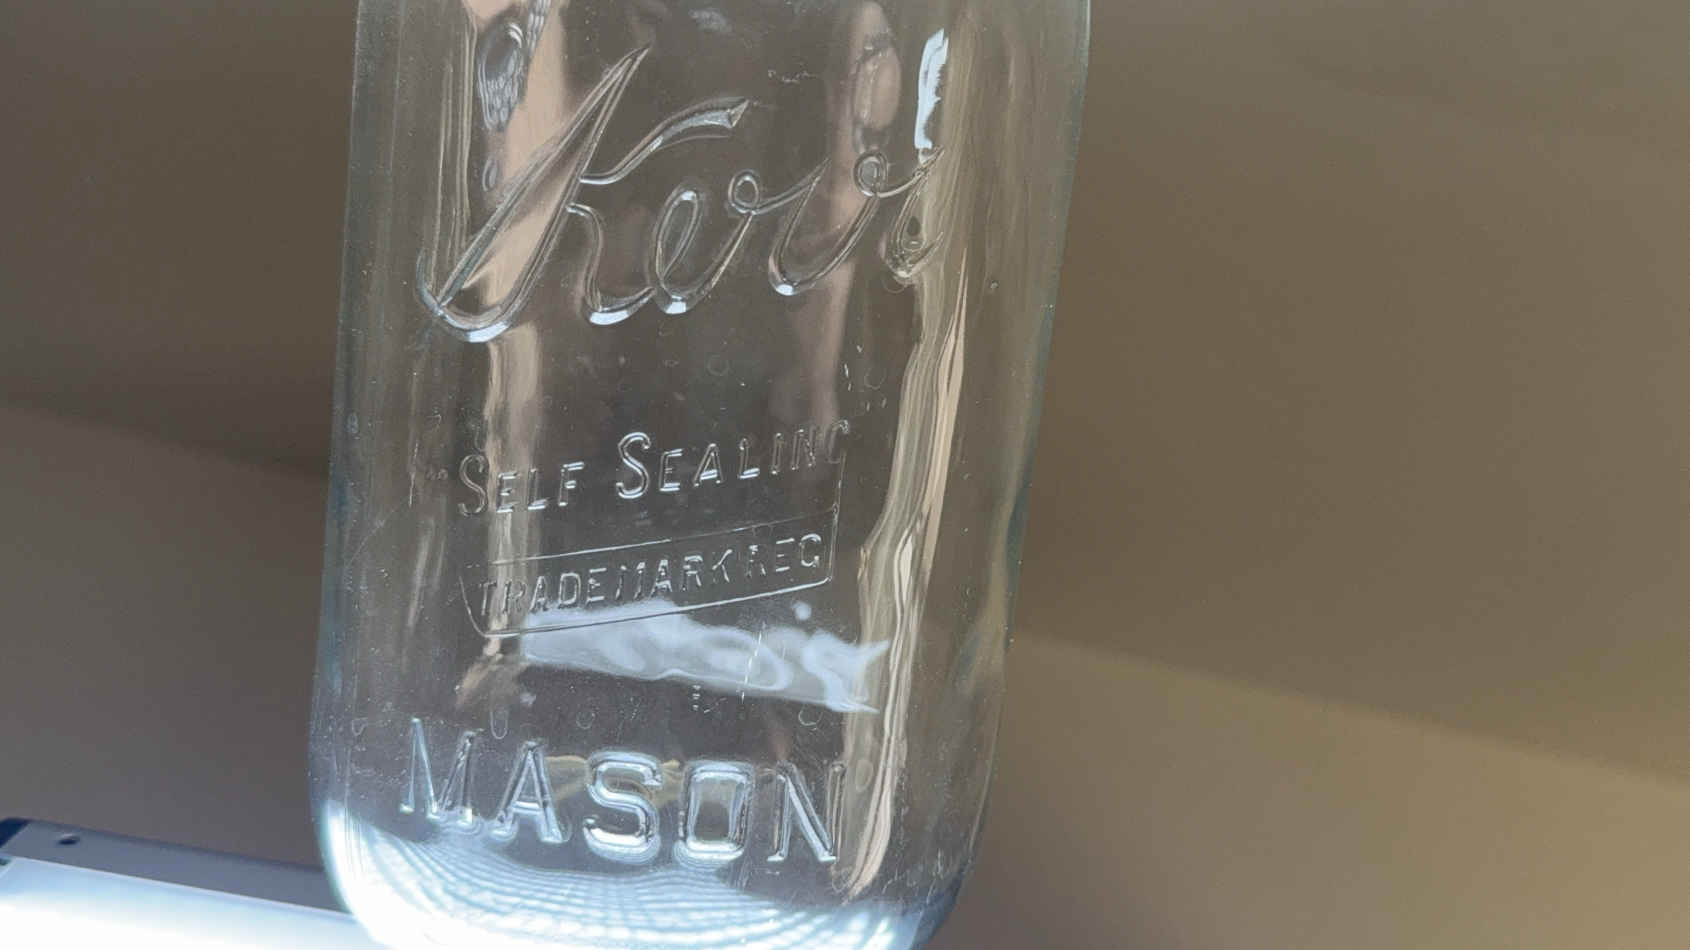 Kerr
"SELF SEALING"
TRADEMARK REG
MASON